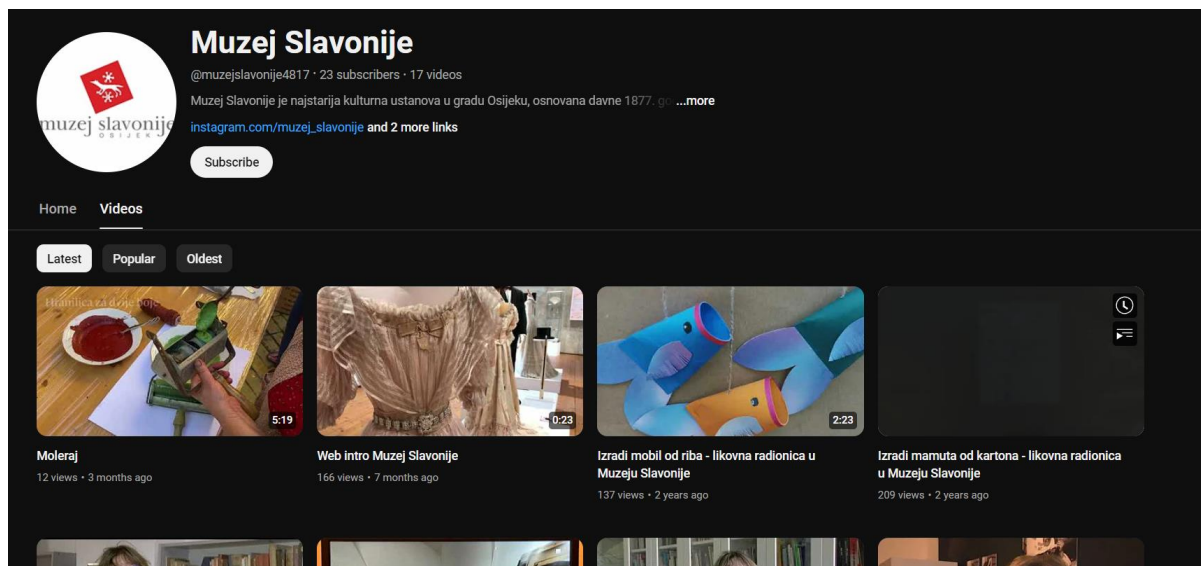 Muzej Slavonije
@muzejslavonije4817 · 23 subscribers · 17 videos
Muzej Slavonije je najstarija kulturna ustanova u gradu Osijeku, osnovana davne 1877. go ...more
instagram.com/muzej_slavonije and 2 more links
Subscribe
muzej slavonije
OSIJEK
Home Videos
Latest Popular Oldest
Hramlica za dvije boje
5:19
0:23
2:23
Moleraj
12 views • 3 months ago
Web intro Muzej Slavonije
166 views • 7 months ago
Izradi mobil od riba - likovna radionica u
Muzeju Slavonije
137 views • 2 years ago
Izradi mamuta od kartona - likovna radionica
u Muzeju Slavonije
209 views • 2 years ago